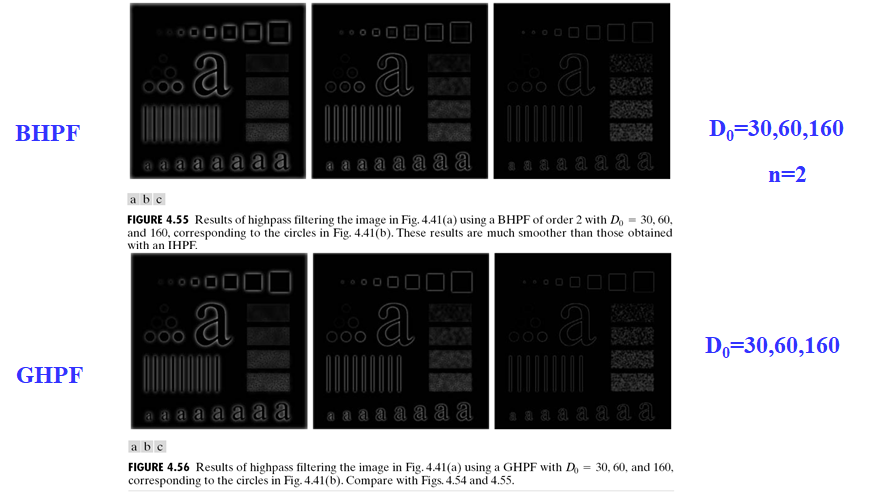 BHPF
D₀=30,60,160
n=2
a b c
FIGURE 4.55 Results of highpass filtering the image in Fig. 4.41(a) using a BHPF of order 2 with D₀ = 30, 60,
and 160, corresponding to the circles in Fig. 4.41(b). These results are much smoother than those obtained
with an IHPF.
a
a a a a a a a
a
a a a a a a a
a
a a a a a a a
GHPF
D₀=30,60,160
a
a a a a a a a
a
a a a a a a a
a
a a a a a a a
a b c
FIGURE 4.56 Results of highpass filtering the image in Fig. 4.41(a) using a GHPF with D₀ = 30, 60, and 160,
corresponding to the circles in Fig. 4.41(b). Compare with Figs. 4.54 and 4.55.